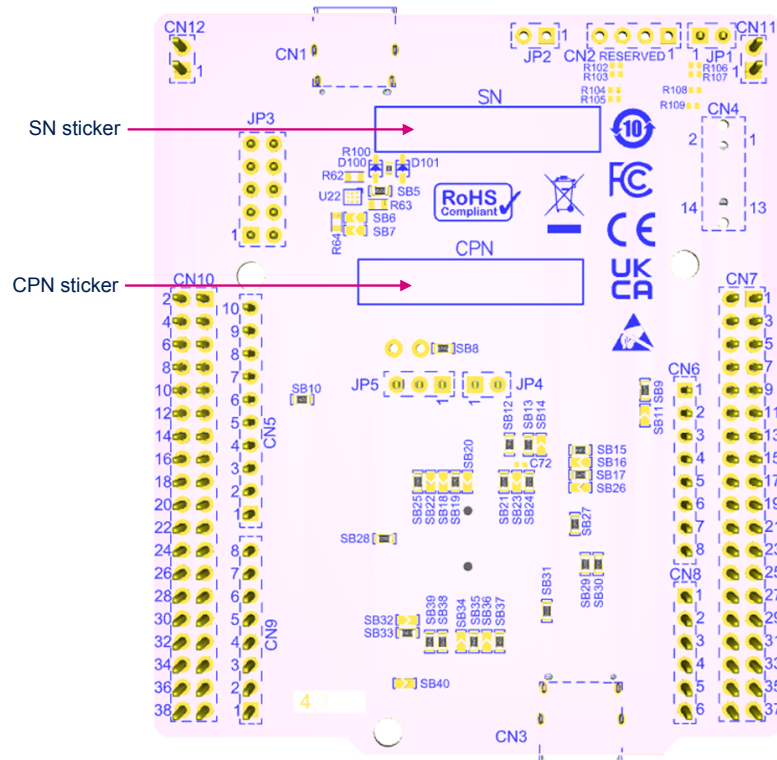 CN12
CN1
JP2
1
CN2 RESERVED 1
1
JP1
CN11
1
1
R102
R103
R104
R105
R106
R107
R108
R109
CN4
2
1
14
13
SN sticker
SN
JP3
1
R100
D100
D101
R62
U22
SB5
R63
SB6
SB7
R64
RoHS
Compliant
10
FC
CE
UK
CA
CPN
CPN sticker
CN10
2
4
6
8
10
12
14
16
18
20
22
24
26
28
30
32
34
36
38
10
9
8
7
6
5
4
3
2
1
CN5
8
7
6
5
4
3
2
1
CN9
SB8
JP5
1
1
JP4
SB10
SB12
SB13
SB14
C72
SB9
SB11
SB15
SB16
SB17
SB26
SB20
SB25
SB22
SB18
SB19
SB21
SB23
SB24
SB27
SB28
SB29
SB30
SB31
SB32
SB33
SB39
SB38
SB34
SB35
SB36
SB37
SB40
CN3
CN6
1
2
3
4
5
6
7
8
CN8
1
2
3
4
5
6
CN7
1
3
5
7
9
11
13
15
17
19
21
23
25
27
29
31
33
35
37